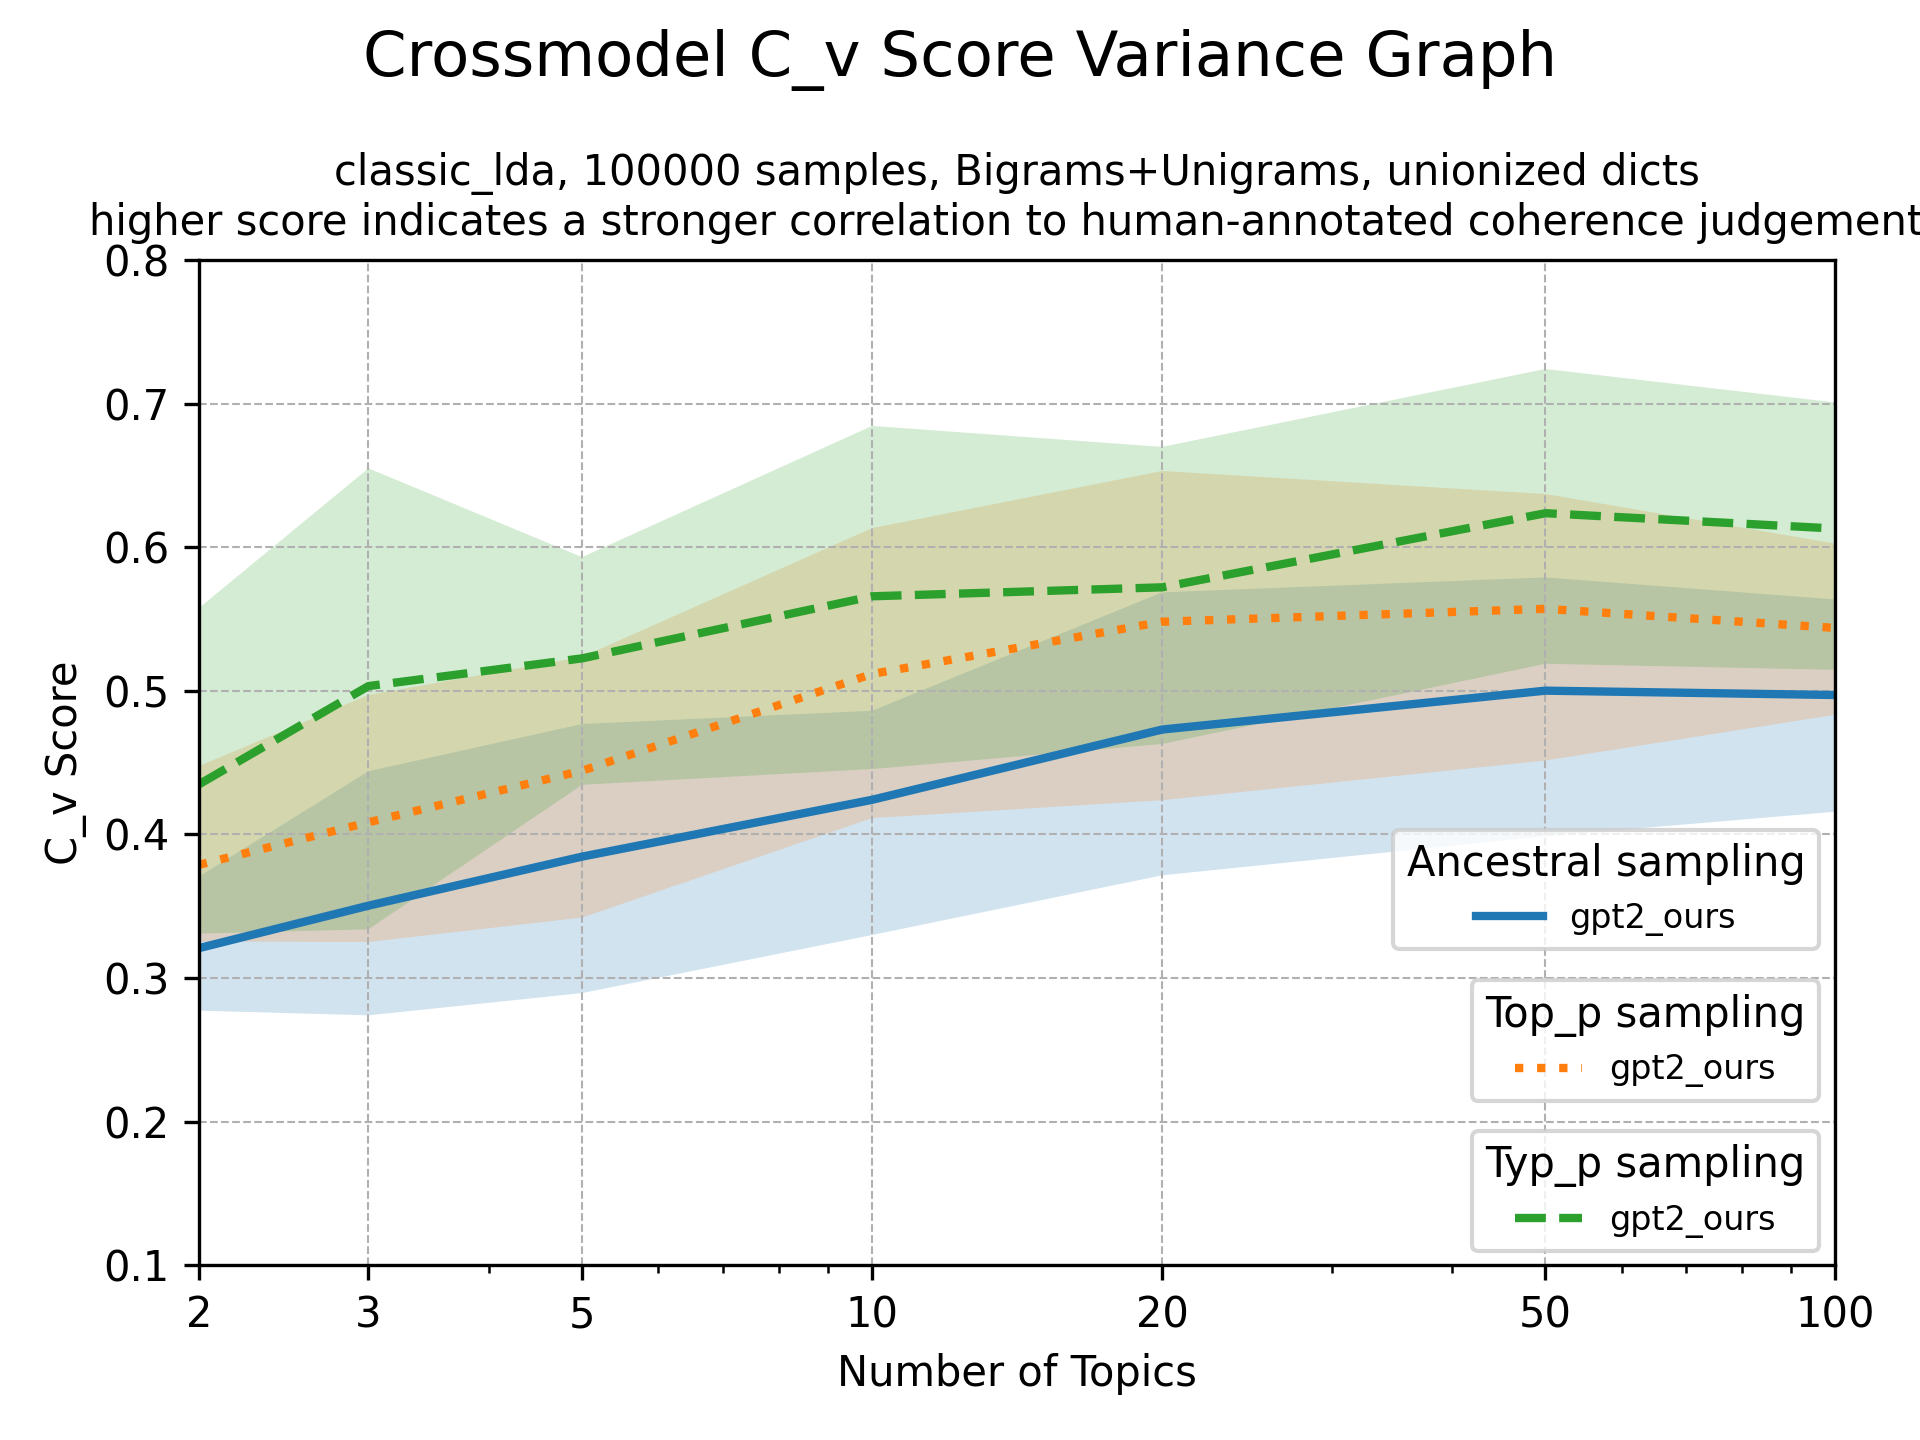 Crossmodel C_v Score Variance Graph
classic_lda, 100000 samples, Bigrams+Unigrams, unionized dicts
higher score indicates a stronger correlation to human-annotated coherence judgement
0.8
0.7
0.6
0.5
0.4
0.3
0.2
0.1
C_v Score
Ancestral sampling
gpt2_ours
Top_p sampling
gpt2_ours
Typ_p sampling
gpt2_ours
2 3 5 10 20 50 100
Number of Topics